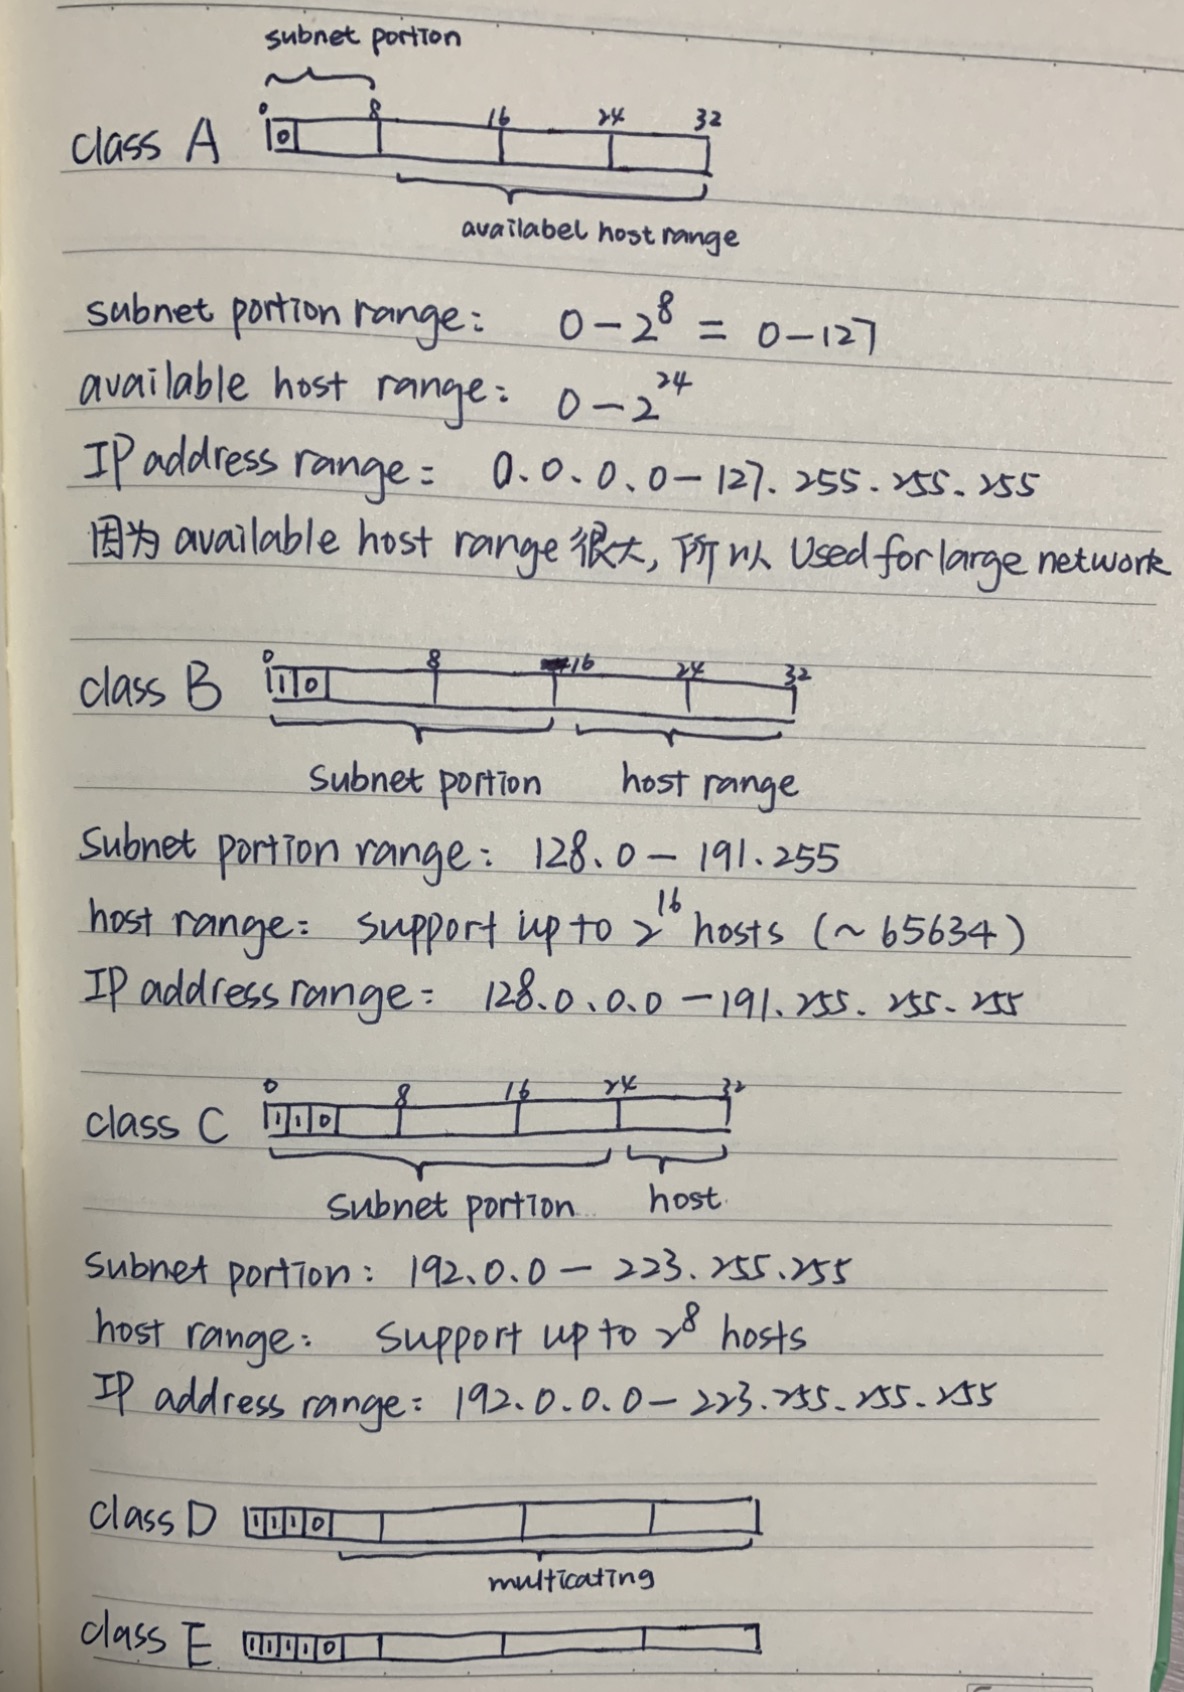 subnet portion
0 8 16 24 32
class A 0
availabel host range
subnet portion range: 0 - 2^8 = 0 - 127
available host range: 0 - 2^24
IP address range: 0.0.0.0 - 127.255.255.255
因为 available host range 很大, 所以 Used for large network
0 8 16 24 32
class B 1 0
subnet portion host range
Subnet portion range: 128.0 - 191.255
host range: support up to 2^16 hosts (~ 65634)
IP address range: 128.0.0.0 - 191.255.255.255
0 8 16 24 32
class C 1 1 0
subnet portion host
subnet portion: 192.0.0 - 223.255.255
host range: support up to 2^8 hosts
IP address range: 192.0.0.0 - 223.255.255.255
class D 1 1 1 0
multicating
class E 1 1 1 1 0